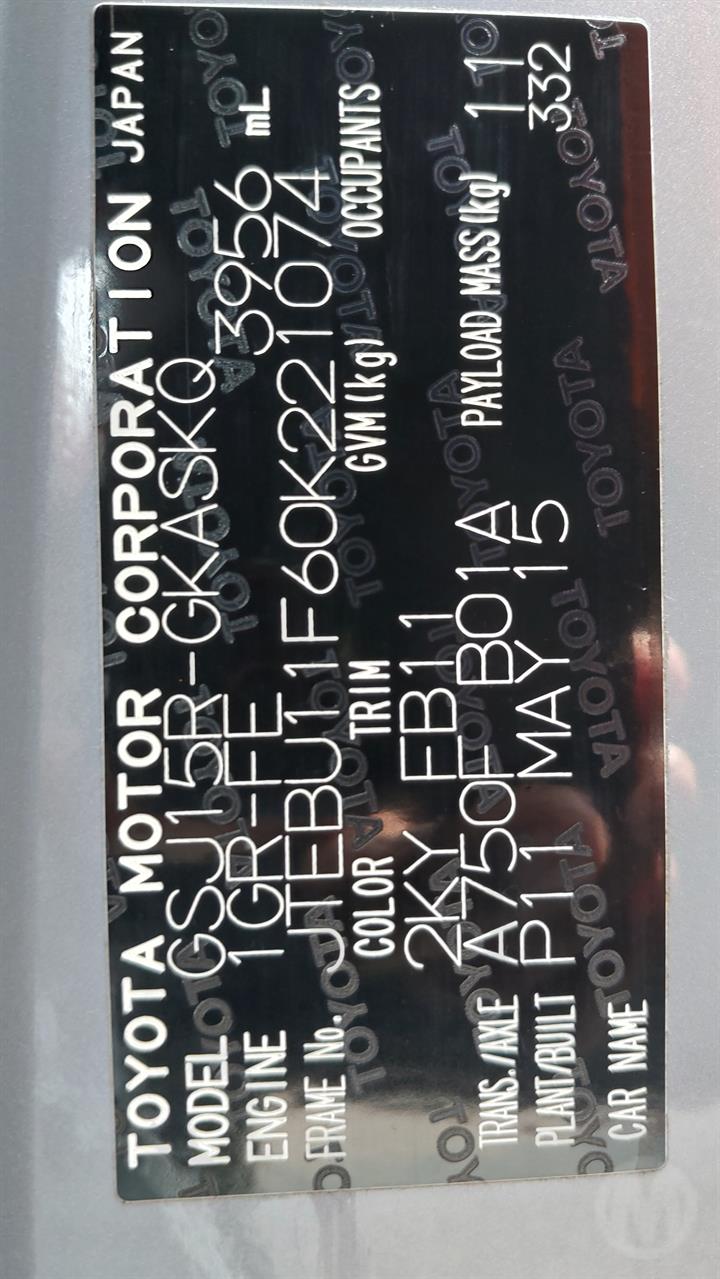 TOYOTA MOTOR CORPORATION JAPAN
MODEL GSJ15R-GKASKQ
ENGINE 1GR-FE 3956 mL
FRAME No. JTEBU11F60K221074
COLOR TRIM GVM(kg) OCCUPANTS
2KY FB11
TRANS./AXLE A750F B01A PAYLOAD MASS(kg) 11
PLANT/BUILT P11 MAY 15 332
CAR NAME